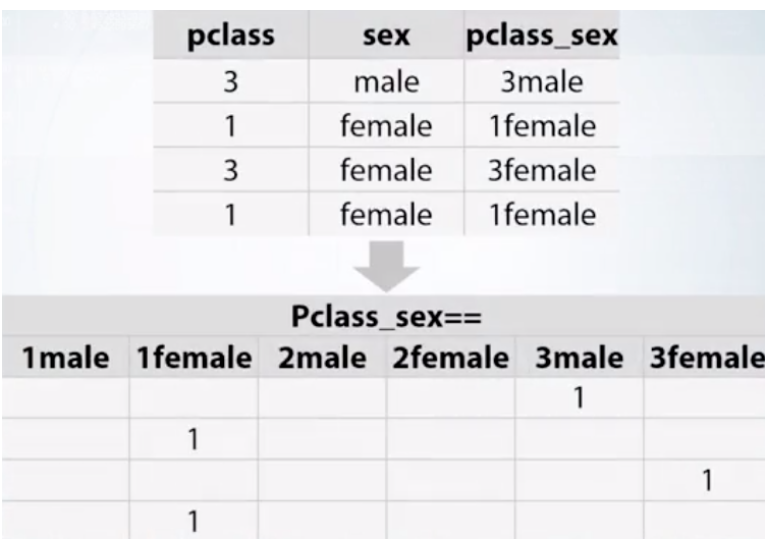 pclass sex pclass_sex
3 male 3male
1 female 1female
3 female 3female
1 female 1female
Pclass_sex==
1male 1female 2male 2female 3male 3female
1
1
1
1